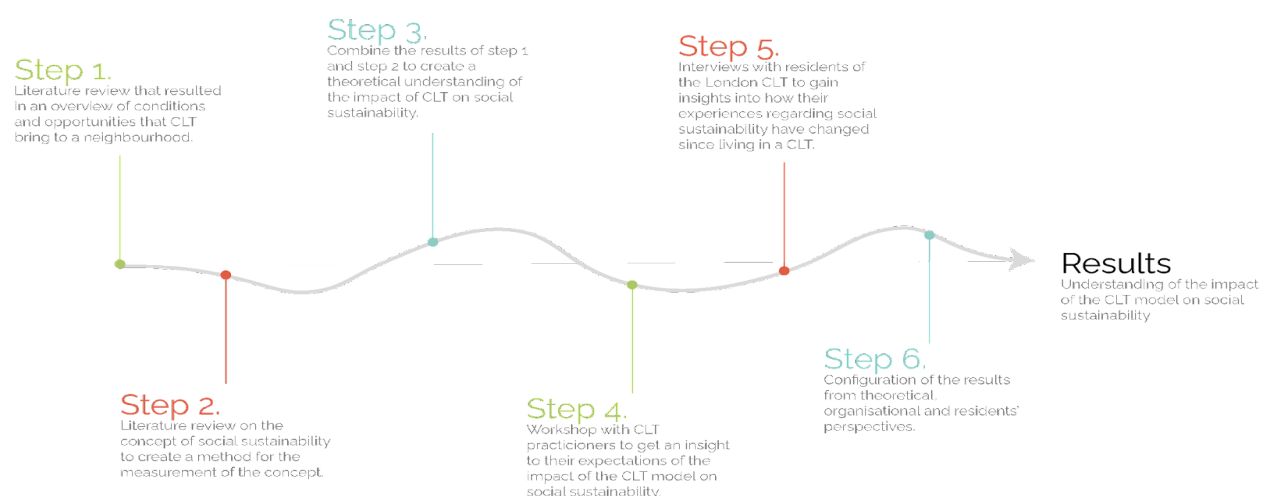 Step 1.
Literature review that resulted
in an overview of conditions
and opportunities that CLT
bring to a neighbourhood.
Step 2.
Literature review on the
concept of social sustainability
to create a method for the
measurement of the concept.
Step 3.
Combine the results of step 1
and step 2 to create a
theoretical understanding of
the impact of CLT on social
sustainability.
Step 4.
Workshop with CLT
practicioners to get an insight
to their expectations of the
impact of the CLT model on
social sustainability.
Step 5.
Interviews with residents of
the London CLT to gain
insights into how their
experiences regarding social
sustainability have changed
since living in a CLT.
Step 6.
Configuration of the results
from theoretical,
organisational and residents'
perspectives.
Results
Understanding of the impact
of the CLT model on social
sustainability